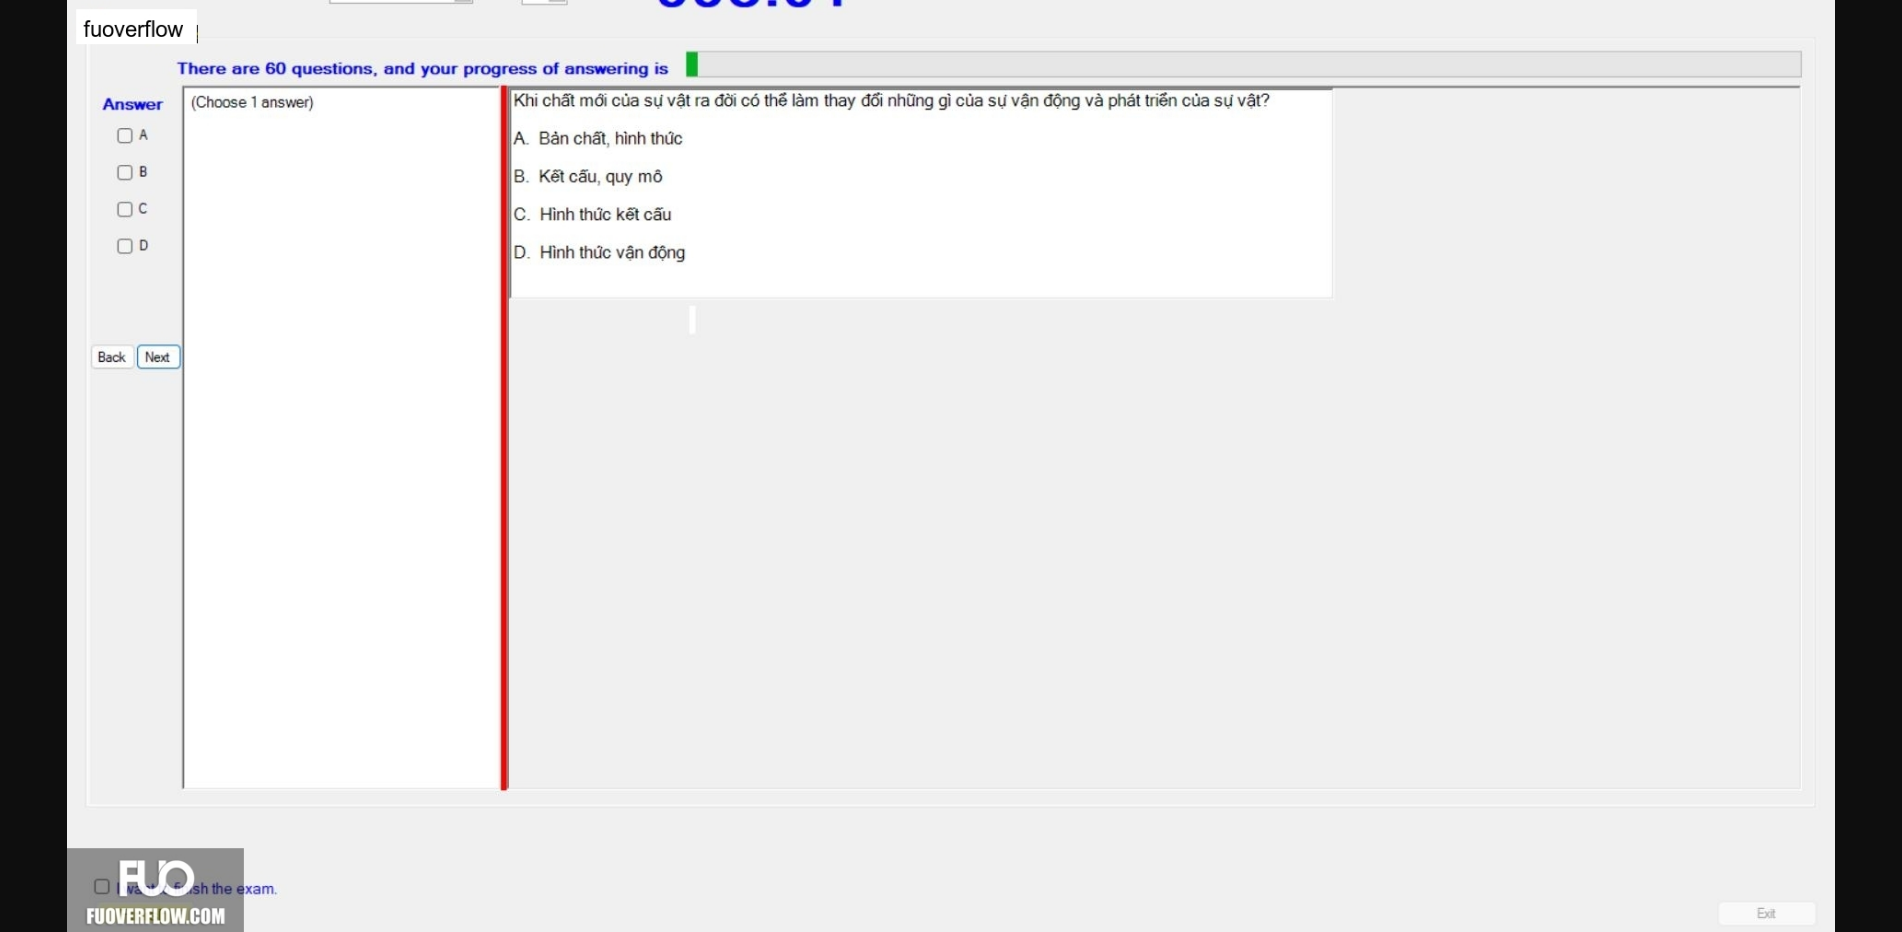 fuoverflow
There are 60 questions, and your progress of answering is
Answer
(Choose 1 answer)
Khi chất mới của sự vật ra đời có thể làm thay đổi những gì của sự vận động và phát triển của sự vật?
A
A. Bản chất, hình thức
B
B. Kết cấu, quy mô
C
C. Hình thức kết cấu
D
D. Hình thức vận động
Back
Next
FUO
I want finish the exam.
FUOVERFLOW.COM
Exit